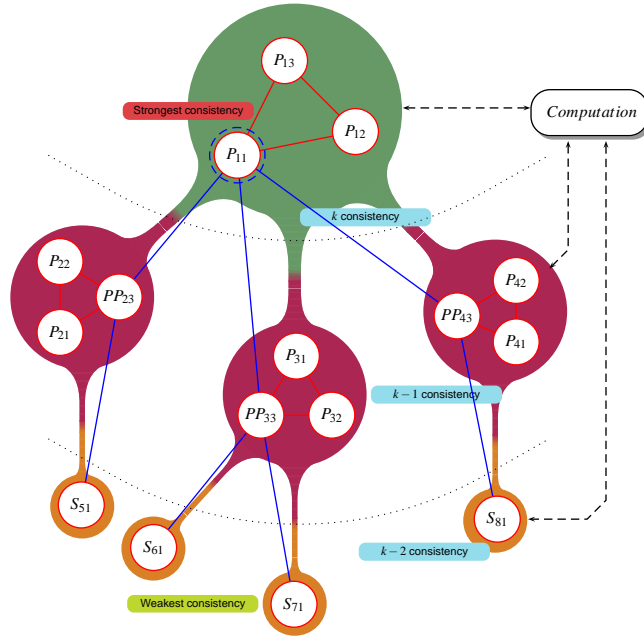 P13
Strongest consistency
Computation
P12
P11
k consistency
P22
PP23
P42
PP43
P21
P41
P31
k−1 consistency
PP33
P32
S51
S81
S61
k−2 consistency
Weakest consistency
S71